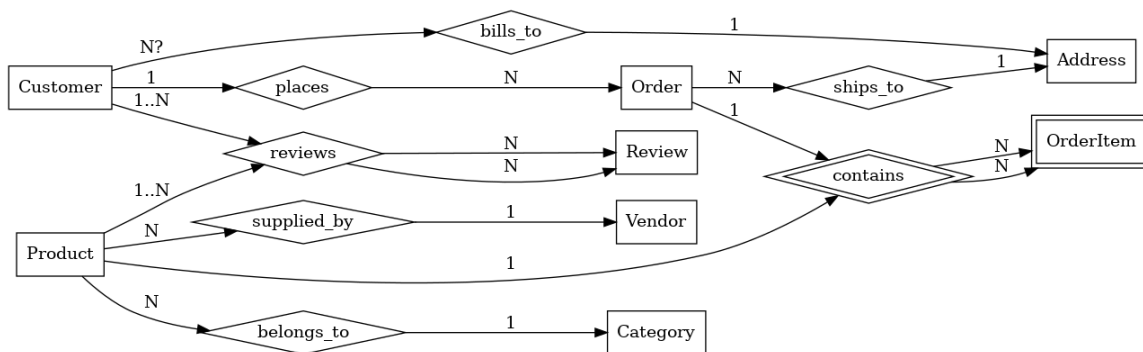 bills_to
1
N?
Address
1
Customer
1
places
N
Order
N
ships_to
1..N
1
OrderItem
N
reviews
N
Review
N
contains
N
1..N
supplied_by
1
Vendor
N
Product
1
N
belongs_to
1
Category